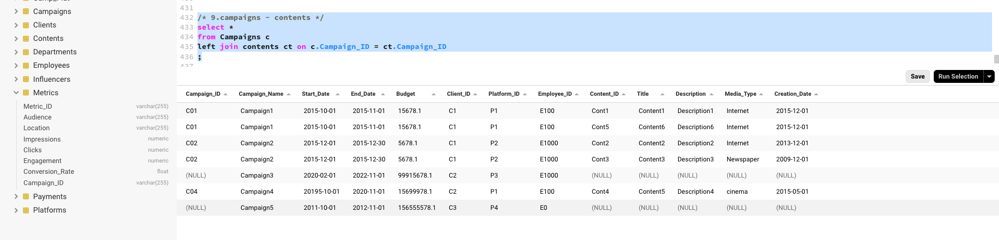 Campaigns
Clients
Contents
Departments
Employees
Influencers
Metrics
Metric_ID varchar(255)
Audience varchar(255)
Location varchar(255)
Impressions numeric
Clicks numeric
Engagement numeric
Conversion_Rate float
Campaign_ID varchar(255)
Payments
Platforms
431
432 /* 9.campaigns - contents */
433 select *
434 from Campaigns c
435 left join contents ct on c.Campaign_ID = ct.Campaign_ID
436 ;
437
Save Run Selection
Campaign_ID Campaign_Name Start_Date End_Date Budget Client_ID Platform_ID Employee_ID Content_ID Title Description Media_Type Creation_Date
C01 Campaign1 2015-10-01 2015-11-01 15678.1 C1 P1 E100 Cont1 Content1 Description1 Internet 2015-12-01
C01 Campaign1 2015-10-01 2015-11-01 15678.1 C1 P1 E100 Cont5 Content6 Description6 Internet 2015-12-01
C02 Campaign2 2015-12-01 2015-12-30 5678.1 C1 P2 E1000 Cont2 Content2 Description2 Internet 2013-12-01
C02 Campaign2 2015-12-01 2015-12-30 5678.1 C1 P2 E1000 Cont3 Content3 Description3 Newspaper 2009-12-01
(NULL) Campaign3 2020-02-01 2022-11-01 99915678.1 C2 P3 E1000 (NULL) (NULL) (NULL) (NULL) (NULL)
C04 Campaign4 20195-10-01 2020-11-01 15699978.1 C2 P1 E100 Cont4 Content5 Description4 cinema 2015-05-01
(NULL) Campaign5 2011-10-01 2012-11-01 156555578.1 C3 P4 E0 (NULL) (NULL) (NULL) (NULL) (NULL)